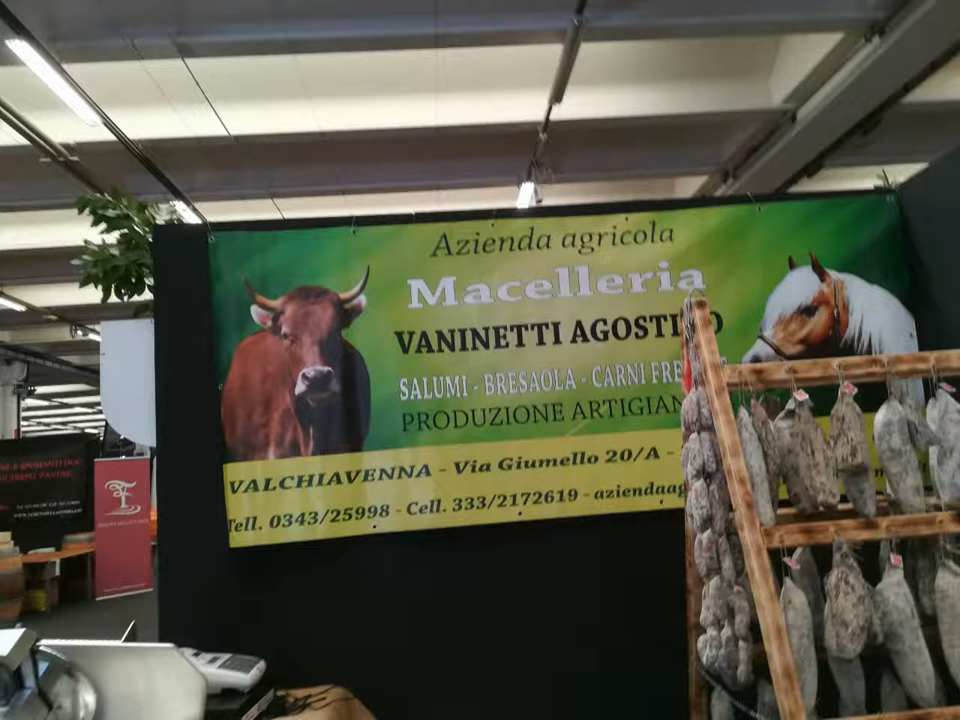 Azienda agricola
Macelleria
VANINETTI AGOSTI O
SALUMI - BRESAOLA - CARNI FRE
PRODUZIONE ARTIGIAN
VALCHIAVENNA - Via Giumello 20/A -
Tell. 0343/25998 - Cell. 333/2172619 - aziendaag